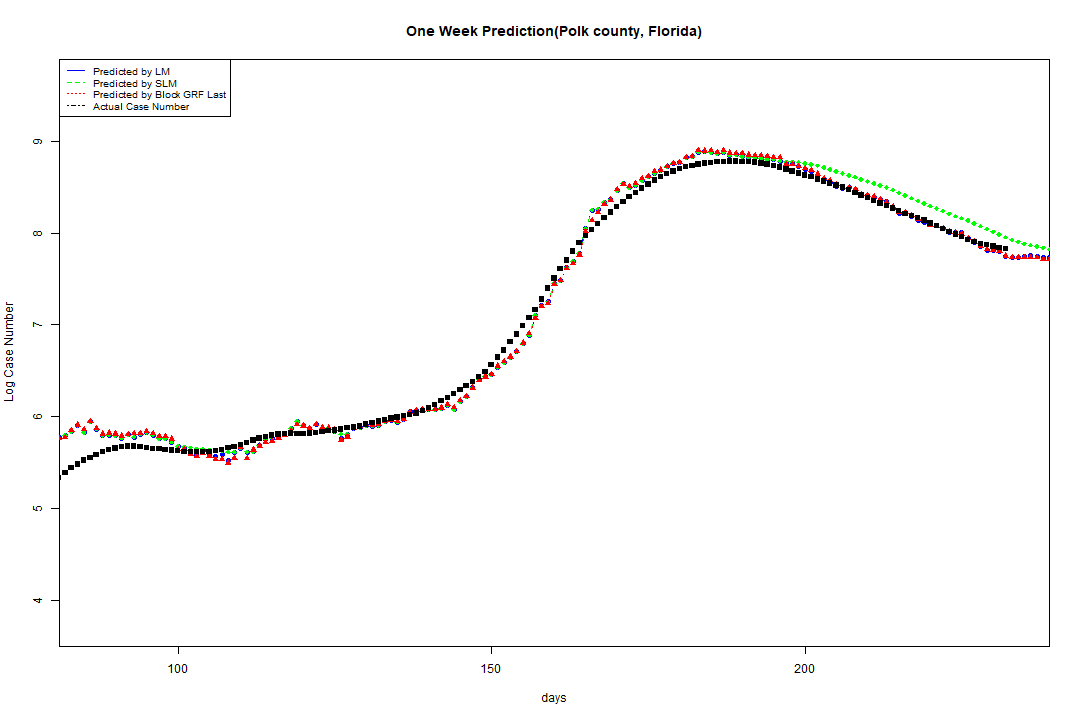 One Week Prediction(Polk county, Florida)
Predicted by LM
Predicted by SLM
Predicted by Block GRF Last
Actual Case Number
9
8
7
6
5
4
Log Case Number
100 150 200
days